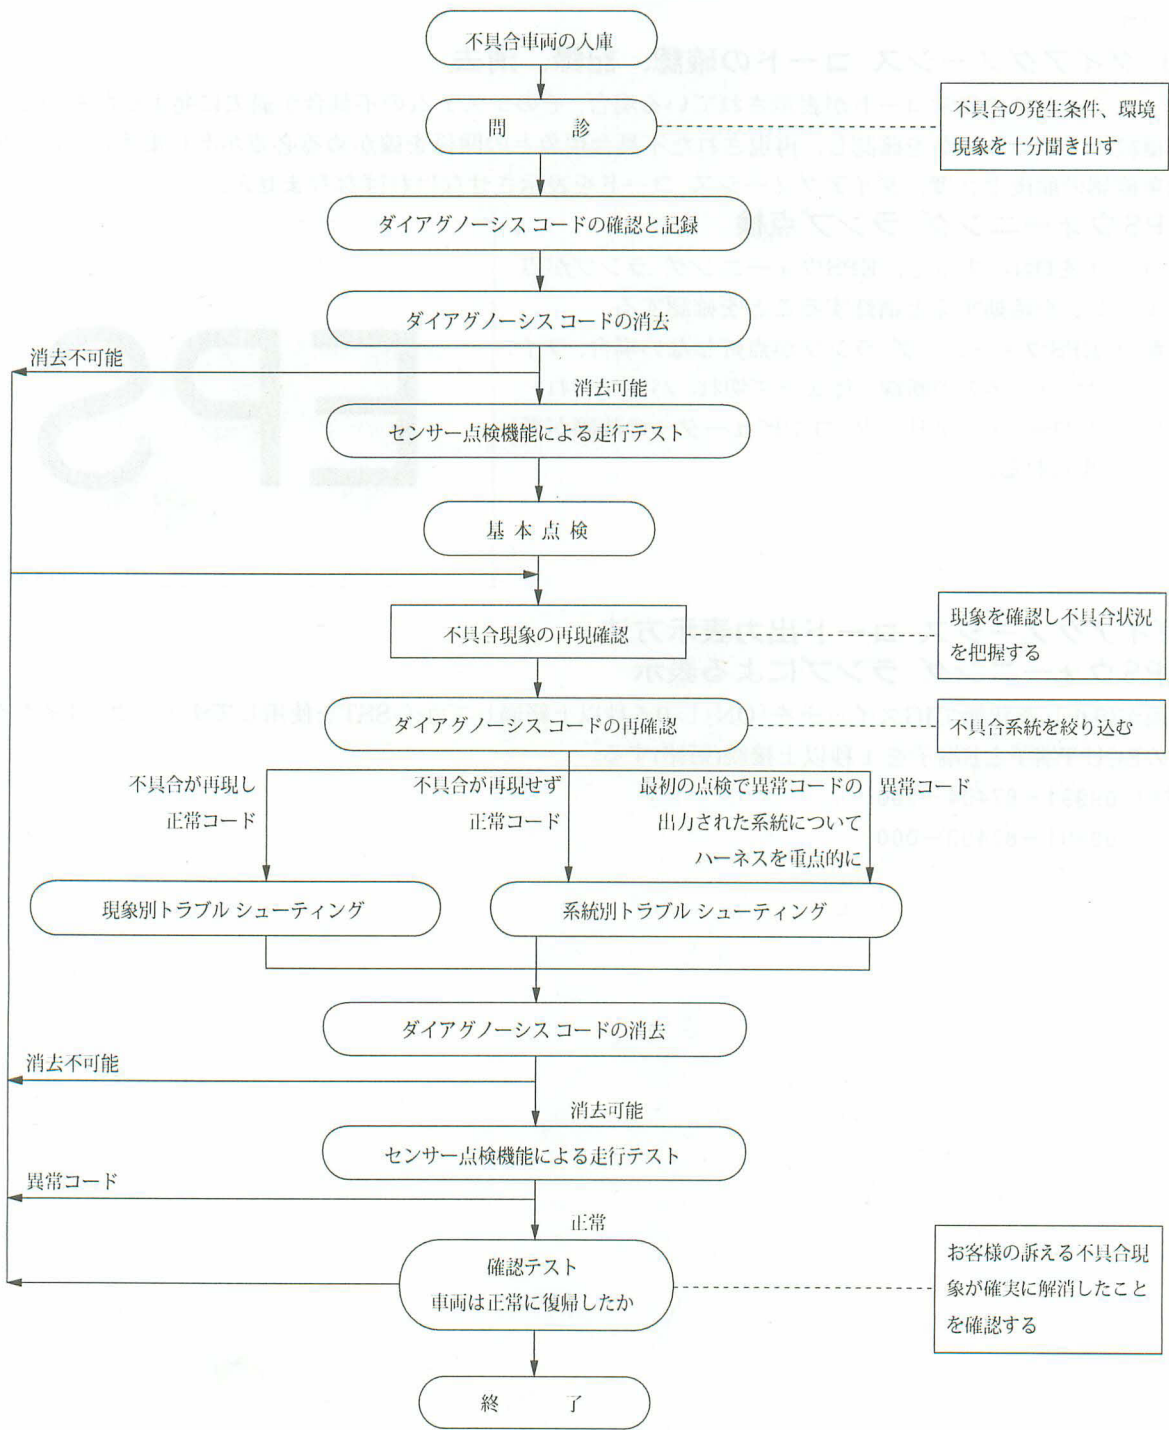 不具合車両の入庫
問　　診
不具合の発生条件、環境
現象を十分聞き出す
ダイアグノーシス コードの確認と記録
ダイアグノーシス コードの消去
消去不可能
消去可能
センサー点検機能による走行テスト
基 本 点 検
不具合現象の再現確認
現象を確認し不具合状況
を把握する
ダイアグノーシス コードの再確認
不具合系統を絞り込む
不具合が再現し
正常コード
不具合が再現せず
正常コード
最初の点検で異常コードの
出力された系統について
ハーネスを重点的に
異常コード
現象別トラブル シューティング
系統別トラブル シューティング
ダイアグノーシス コードの消去
消去不可能
消去可能
センサー点検機能による走行テスト
異常コード
正常
確認テスト
車両は正常に復帰したか
お客様の訴える不具合現
象が確実に解消したこと
を確認する
終　　了